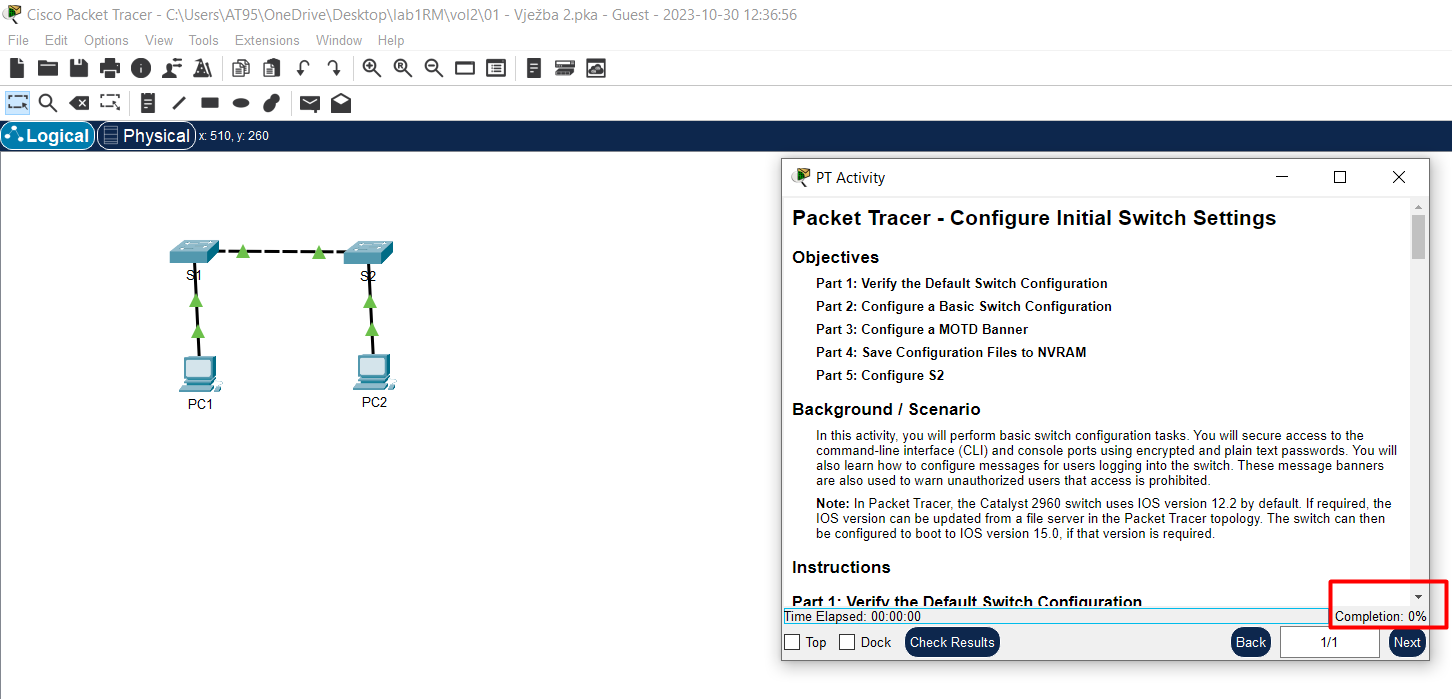 Cisco Packet Tracer - C:\Users\AT95\OneDrive\Desktop\lab1RM\vol2\01 - Vježba 2.pka - Guest - 2023-10-30 12:36:56
File Edit Options View Tools Extensions Window Help
Logical Physical x: 510, y: 260
S1
S2
PC1
PC2
PT Activity
Packet Tracer - Configure Initial Switch Settings
Objectives
Part 1: Verify the Default Switch Configuration
Part 2: Configure a Basic Switch Configuration
Part 3: Configure a MOTD Banner
Part 4: Save Configuration Files to NVRAM
Part 5: Configure S2
Background / Scenario
In this activity, you will perform basic switch configuration tasks. You will secure access to the
command-line interface (CLI) and console ports using encrypted and plain text passwords. You will
also learn how to configure messages for users logging into the switch. These message banners
are also used to warn unauthorized users that access is prohibited.
Note: In Packet Tracer, the Catalyst 2960 switch uses IOS version 12.2 by default. If required, the
IOS version can be updated from a file server in the Packet Tracer topology. The switch can then
be configured to boot to IOS version 15.0, if that version is required.
Instructions
Part 1: Verify the Default Switch Configuration
Time Elapsed: 00:00:00 Completion: 0%
Top Dock Check Results Back 1/1 Next